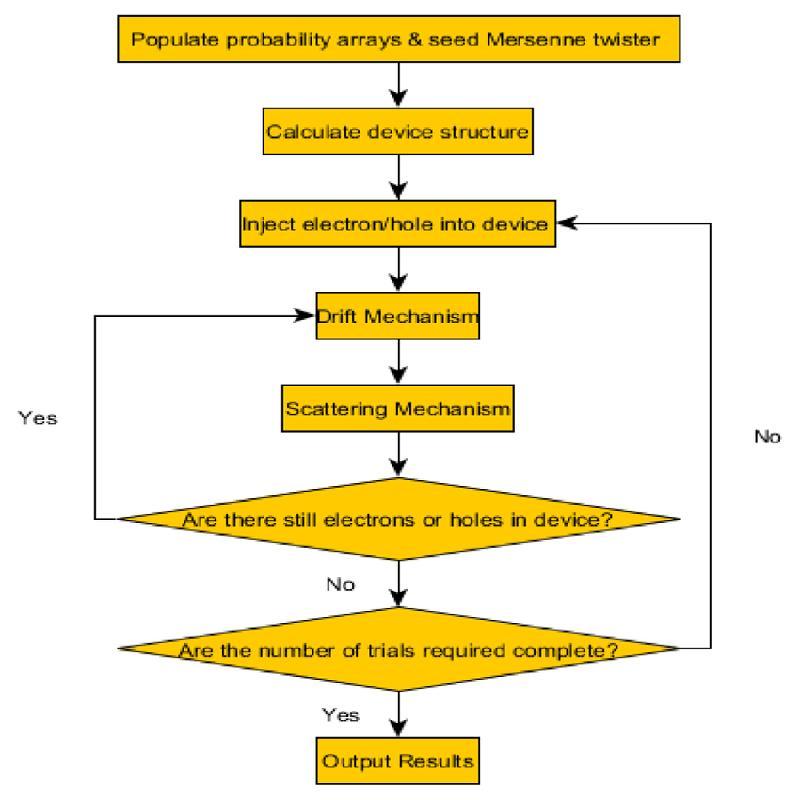 Populate probability arrays & seed Mersenne twister
Calculate device structure
Inject electron/hole into device
Drift Mechanism
Scattering Mechanism
Yes
No
Are there still electrons or holes in device?
No
Are the number of trials required complete?
Yes
Output Results